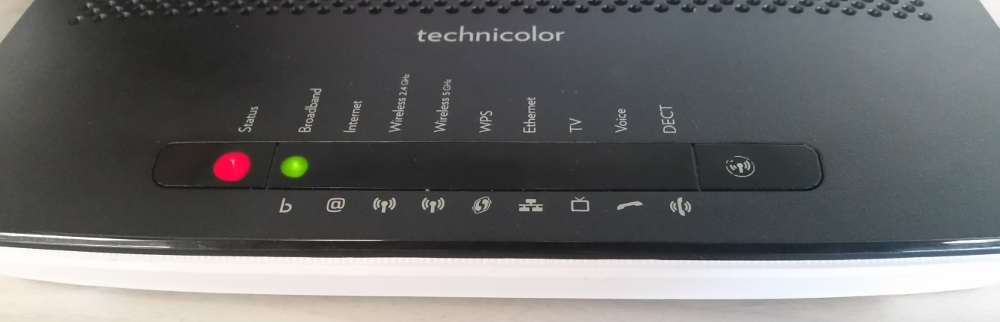 technicolor
Status
Broadband
Internet
Wireless 2.4 GHz
Wireless 5 GHz
WPS
Ethernet
TV
Voice
DECT
b
@